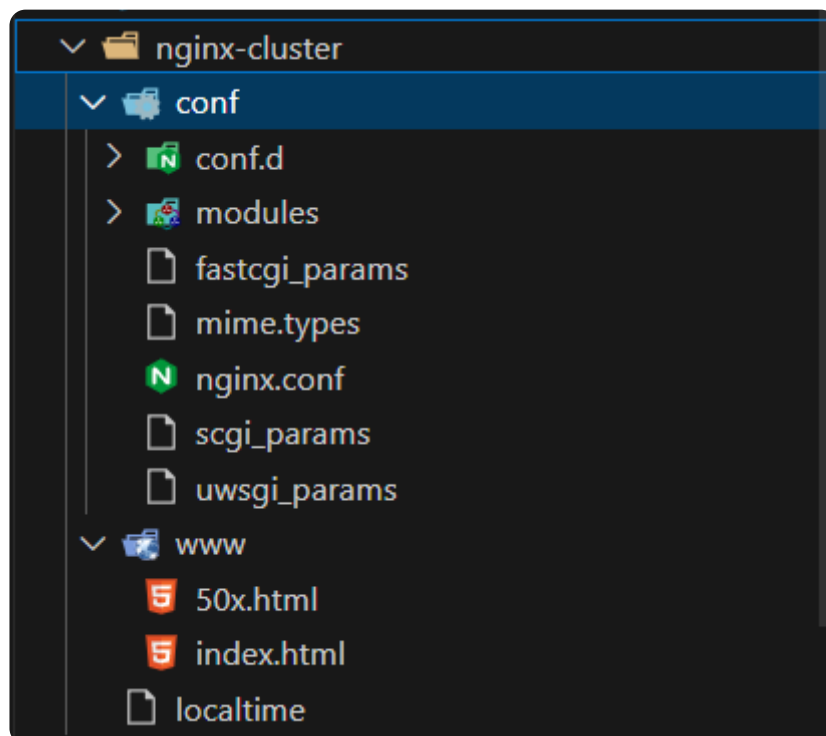 nginx-cluster
conf
conf.d
modules
fastcgi_params
mime.types
nginx.conf
scgi_params
uwsgi_params
www
50x.html
index.html
localtime